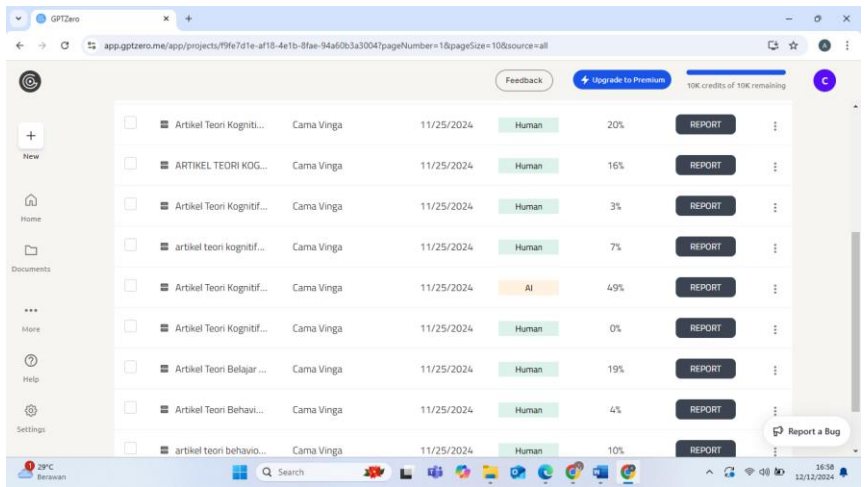 GPTZero
app.gptzero.me/app/projects/f9fe7d1e-af18-4e1b-8fae-94a60b3a3004?pageNumber=1&pageSize=10&source=all
Feedback
Upgrade to Premium
10K credits of 10K remaining
C
New
Home
Documents
More
Help
Settings
Artikel Teori Kogniti... Cama Vinga 11/25/2024 Human 20% REPORT
ARTIKEL TEORI KOG... Cama Vinga 11/25/2024 Human 16% REPORT
Artikel Teori Kognitif... Cama Vinga 11/25/2024 Human 3% REPORT
artikel teori kognitif... Cama Vinga 11/25/2024 Human 7% REPORT
Artikel Teori Kognitif... Cama Vinga 11/25/2024 AI 49% REPORT
Artikel Teori Kognitif... Cama Vinga 11/25/2024 Human 0% REPORT
Artikel Teori Belajar ... Cama Vinga 11/25/2024 Human 19% REPORT
Artikel Teori Behavi... Cama Vinga 11/25/2024 Human 4% REPORT
artikel teori behavio... Cama Vinga 11/25/2024 Human 10% REPORT
Report a Bug
1
29°C
Berawan
Search
16:58
12/12/2024